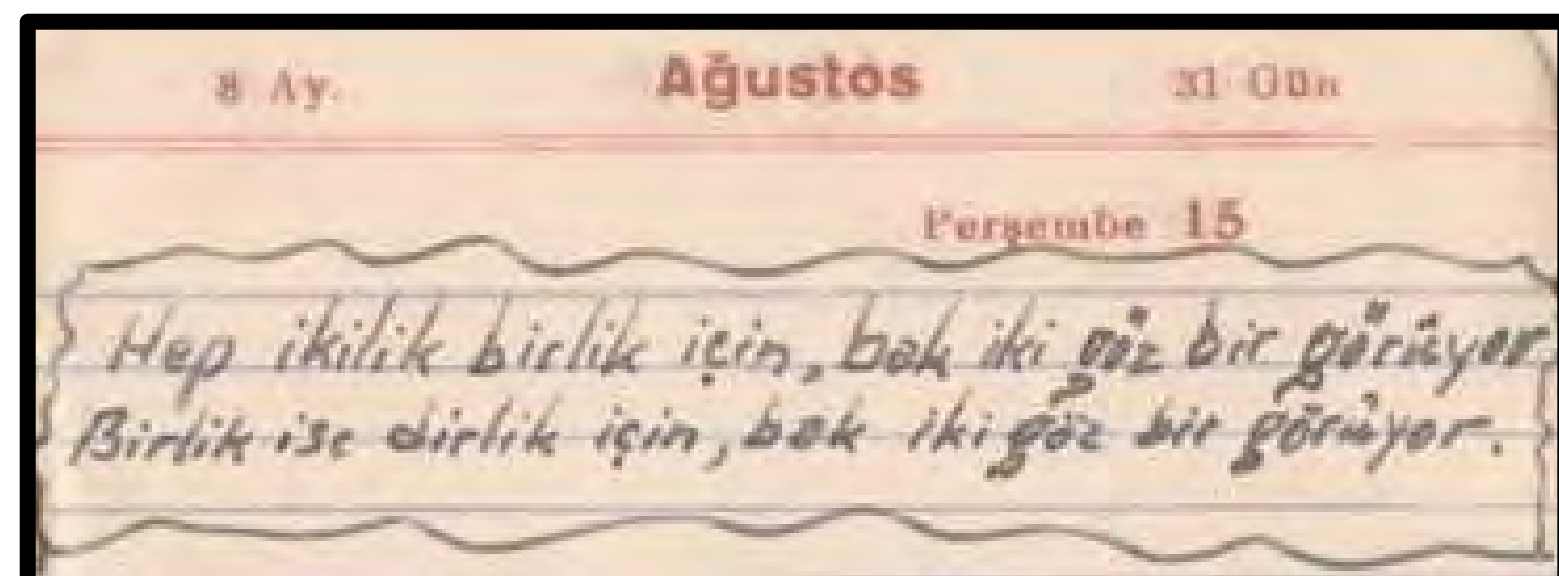 8 Ay. Ağustos 31 Gün
Perşembe 15
Hep ikilik birlik için, bak iki göz bir görüyor.
Birlik ise dirlik için, bak iki göz bir görüyor.